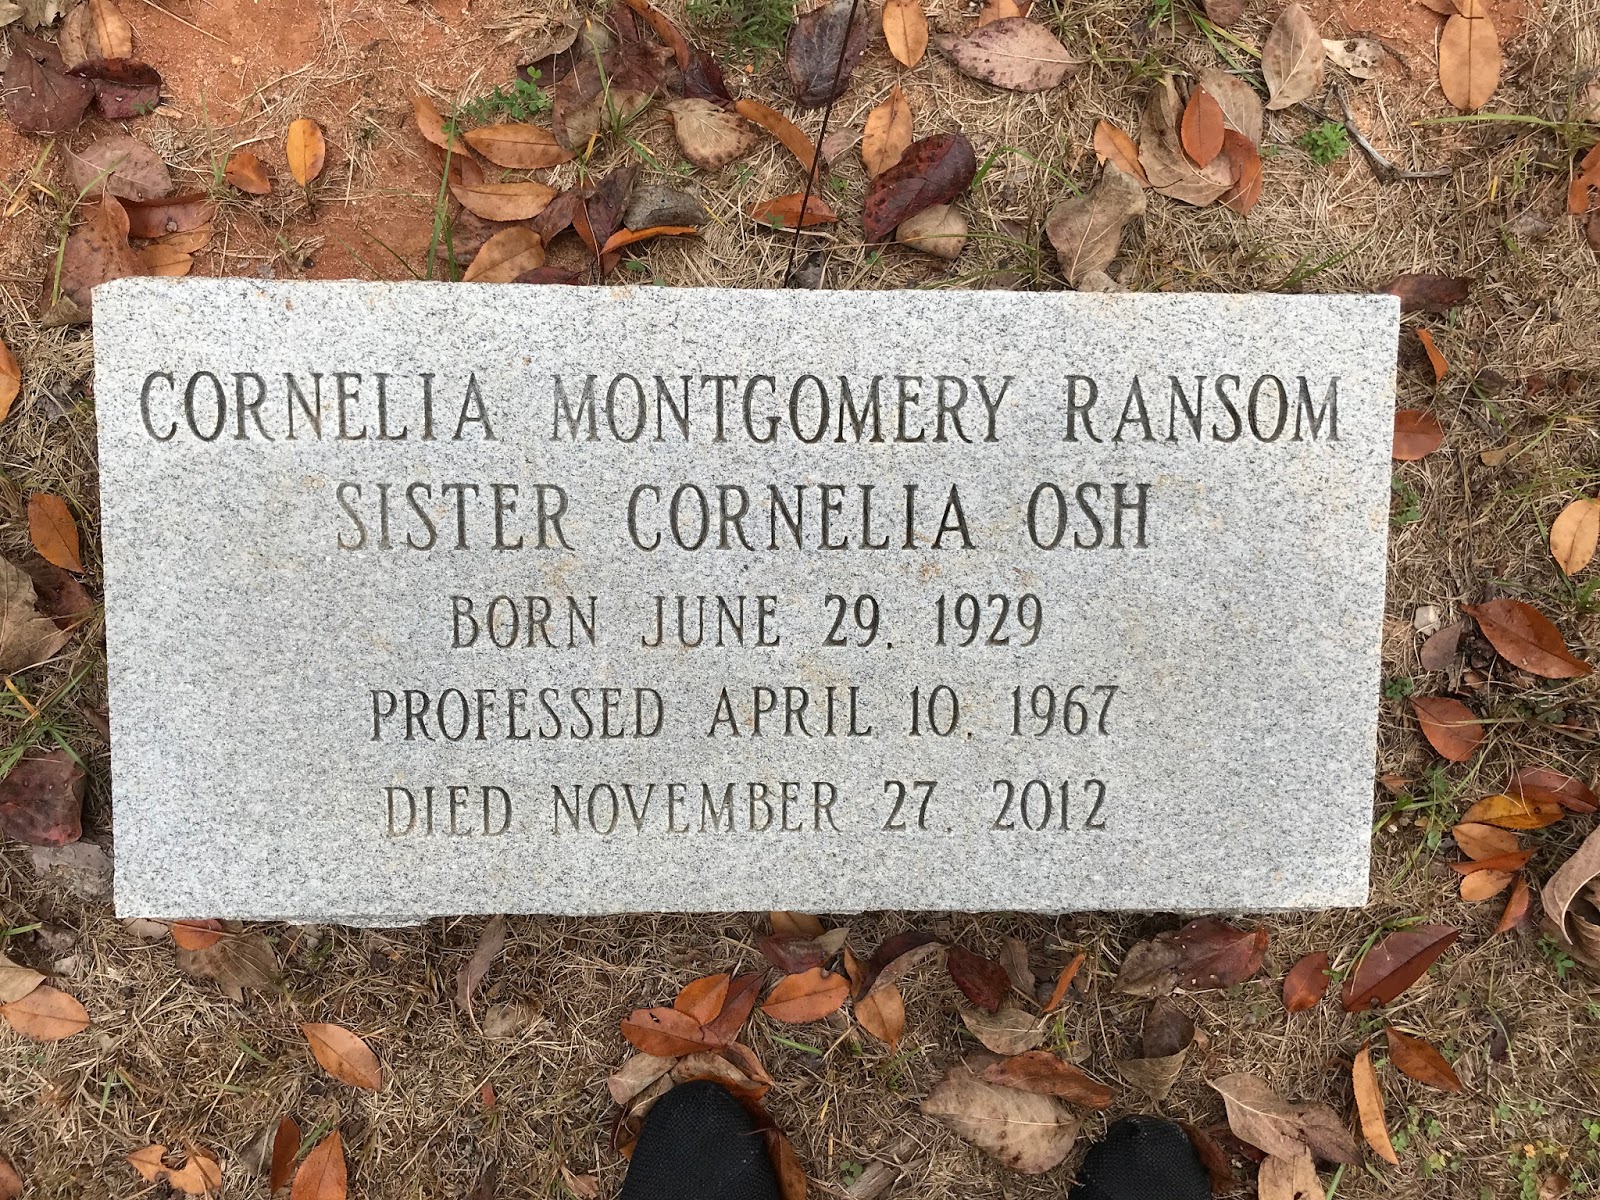 CORNELIA MONTGOMERY RANSOM
SISTER CORNELIA OSH
BORN JUNE 29, 1929
PROFESSED APRIL 10, 1967
DIED NOVEMBER 27, 2012